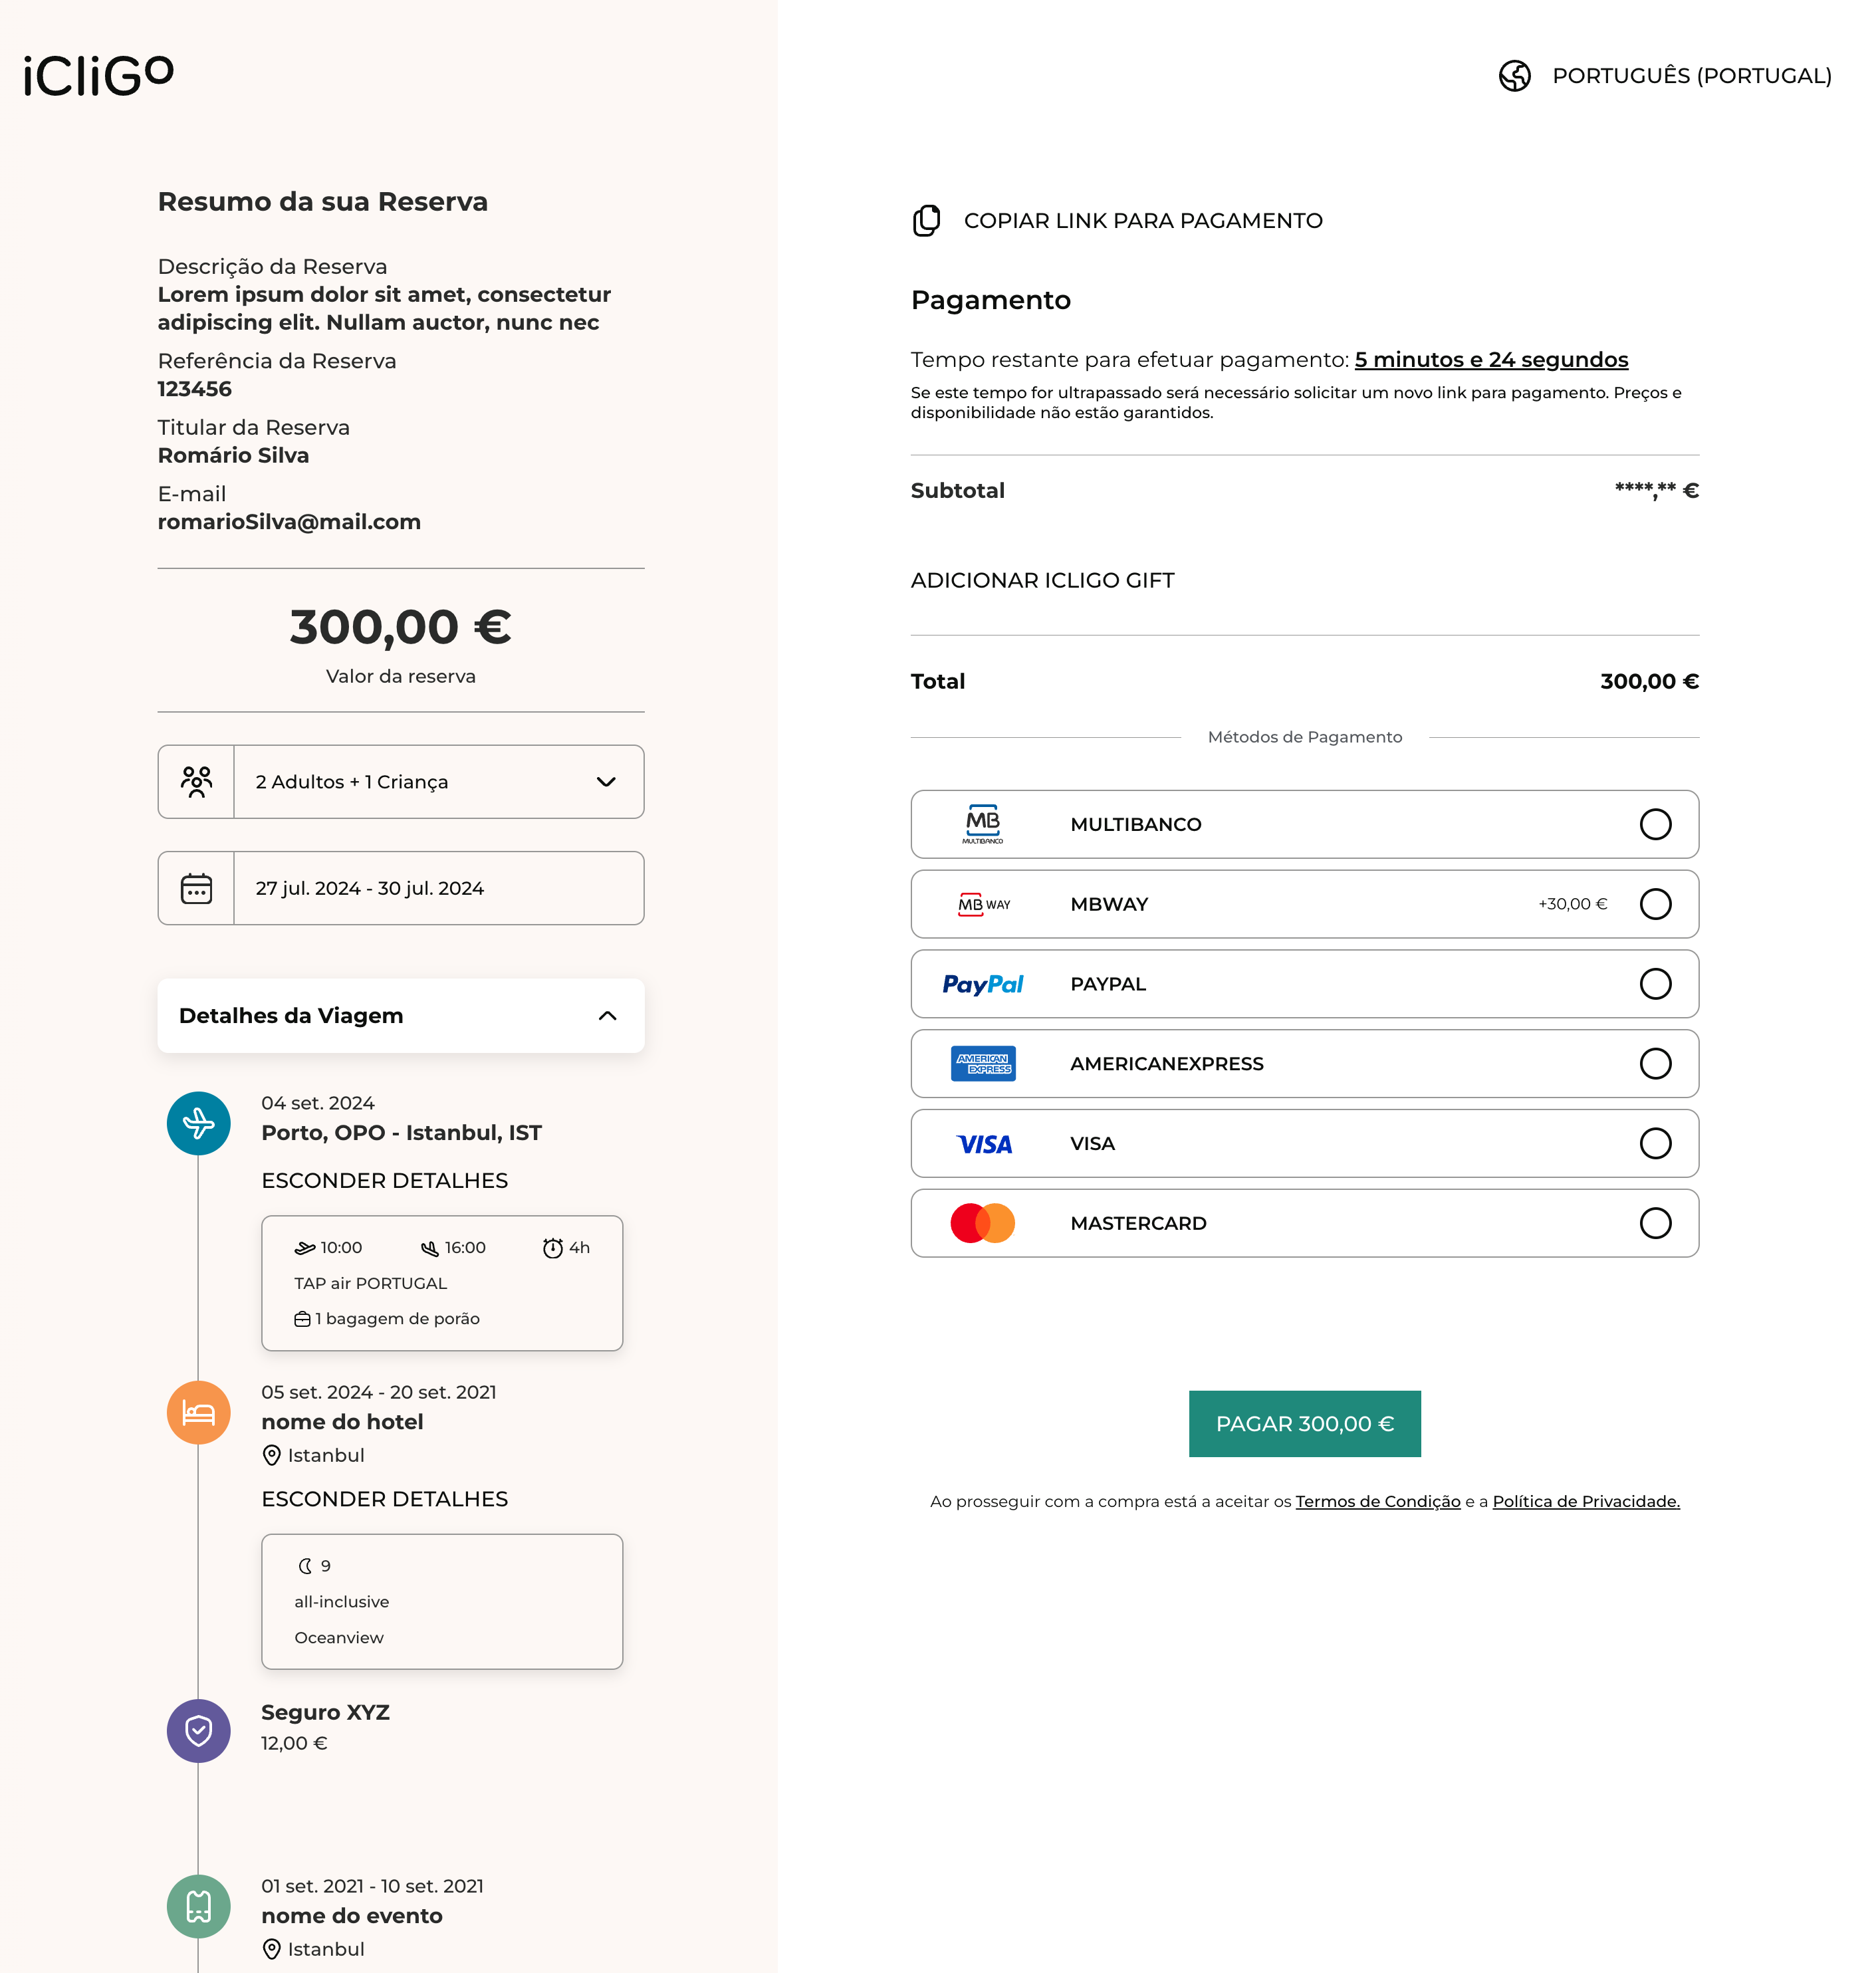 iCliGo
PORTUGUÊS (PORTUGAL)
Resumo da sua Reserva
Descrição da Reserva
Lorem ipsum dolor sit amet, consectetur
adipiscing elit. Nullam auctor, nunc nec
Referência da Reserva
123456
Titular da Reserva
Romário Silva
E-mail
romarioSilva@mail.com
300,00 €
Valor da reserva
2 Adultos + 1 Criança
27 jul. 2024 - 30 jul. 2024
Detalhes da Viagem
04 set. 2024
Porto, OPO - Istanbul, IST
ESCONDER DETALHES
10:00 16:00 4h
TAP air PORTUGAL
1 bagagem de porão
05 set. 2024 - 20 set. 2021
nome do hotel
Istanbul
ESCONDER DETALHES
9
all-inclusive
Oceanview
Seguro XYZ
12,00 €
01 set. 2021 - 10 set. 2021
nome do evento
Istanbul
COPIAR LINK PARA PAGAMENTO
Pagamento
Tempo restante para efetuar pagamento: 5 minutos e 24 segundos
Se este tempo for ultrapassado será necessário solicitar um novo link para pagamento. Preços e
disponibilidade não estão garantidos.
Subtotal ****,** €
ADICIONAR ICLIGO GIFT
Total 300,00 €
Métodos de Pagamento
MB
MULTIBANCO
MULTIBANCO
MB WAY MBWAY +30,00 €
PayPal PAYPAL
AMERICAN
EXPRESS
AMERICANEXPRESS
VISA VISA
MASTERCARD
PAGAR 300,00 €
Ao prosseguir com a compra está a aceitar os Termos de Condição e a Política de Privacidade.